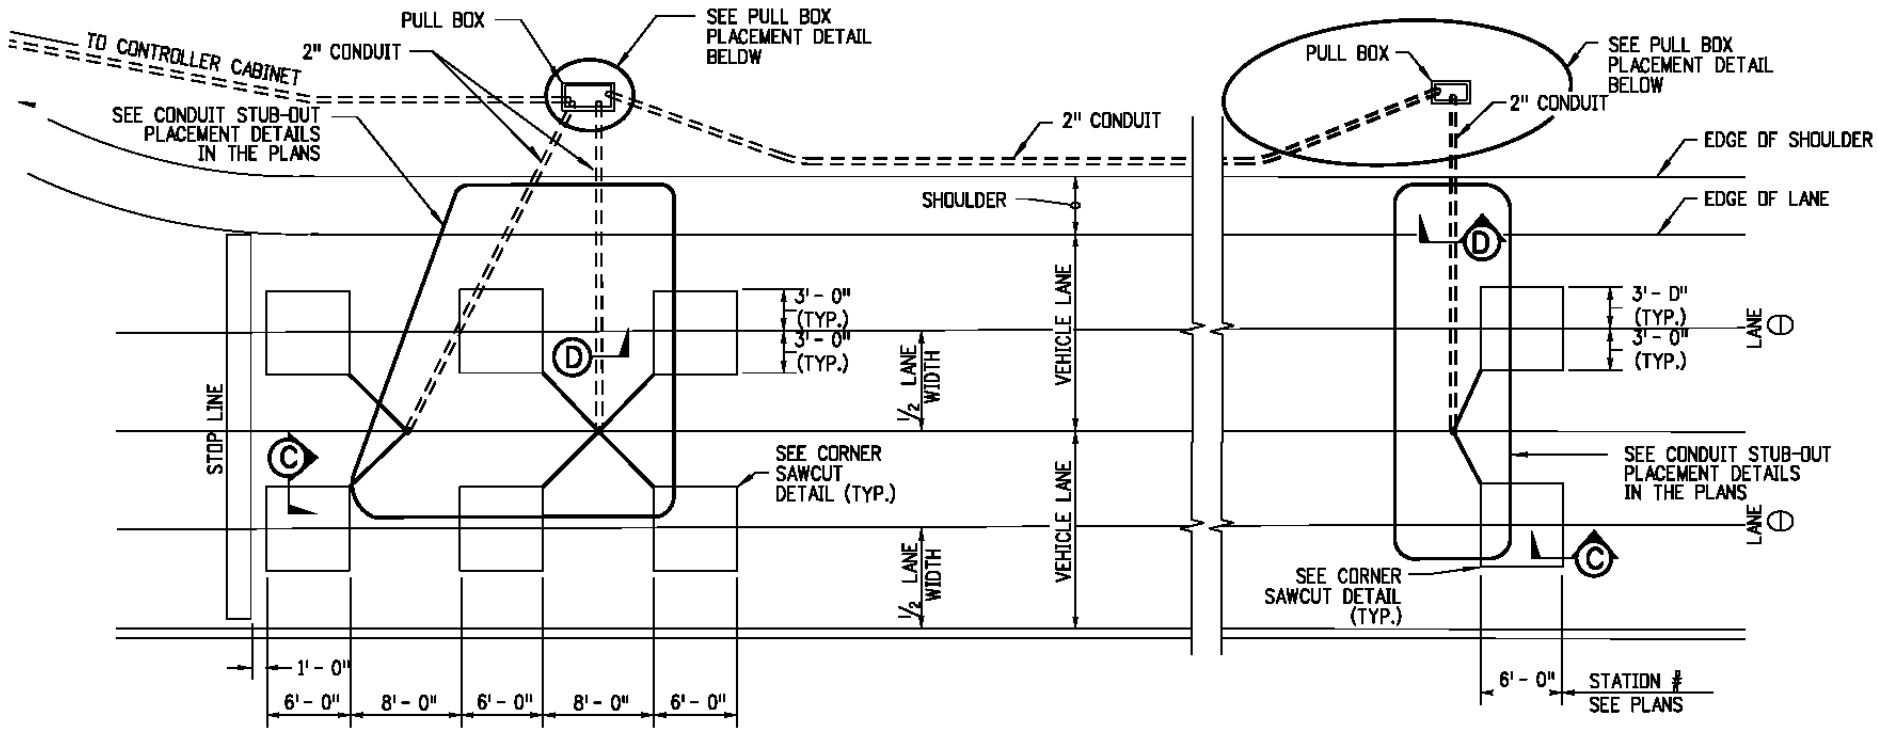 PULL BOX
SEE PULL BOX
PLACEMENT DETAIL
BELOW
TO CONTROLLER CABINET
2" CONDUIT
SEE CONDUIT STUB-OUT
PLACEMENT DETAILS
IN THE PLANS
2" CONDUIT
PULL BOX
SEE PULL BOX
PLACEMENT DETAIL
BELOW
2" CONDUIT
EDGE OF SHOULDER
SHOULDER
EDGE OF LANE
D
3'-0"
(TYP.)
3'-0"
(TYP.)
D
VEHICLE LANE
1/2 LANE
WIDTH
3'-D"
(TYP.)
3'-0"
(TYP.)
LANE
STOP LINE
C
SEE CORNER
SAWCUT
DETAIL (TYP.)
VEHICLE LANE
1/2 LANE
WIDTH
SEE CONDUIT STUB-OUT
PLACEMENT DETAILS
IN THE PLANS
LANE
C
SEE CORNER
SAWCUT DETAIL
(TYP.)
1'-0"
6'-0"
8'-0"
6'-0"
8'-0"
6'-0"
6'-0"
STATION #
SEE PLANS